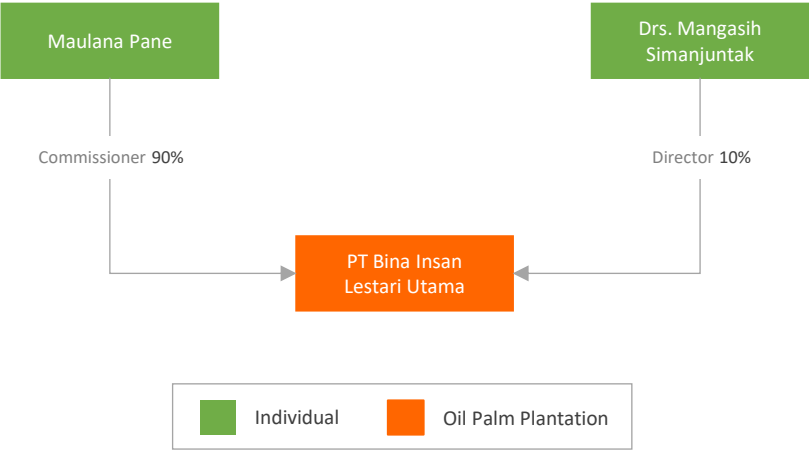 Maulana Pane
Drs. Mangasih
Simanjuntak
Commissioner 90%
Director 10%
PT Bina Insan
Lestari Utama
Individual
Oil Palm Plantation